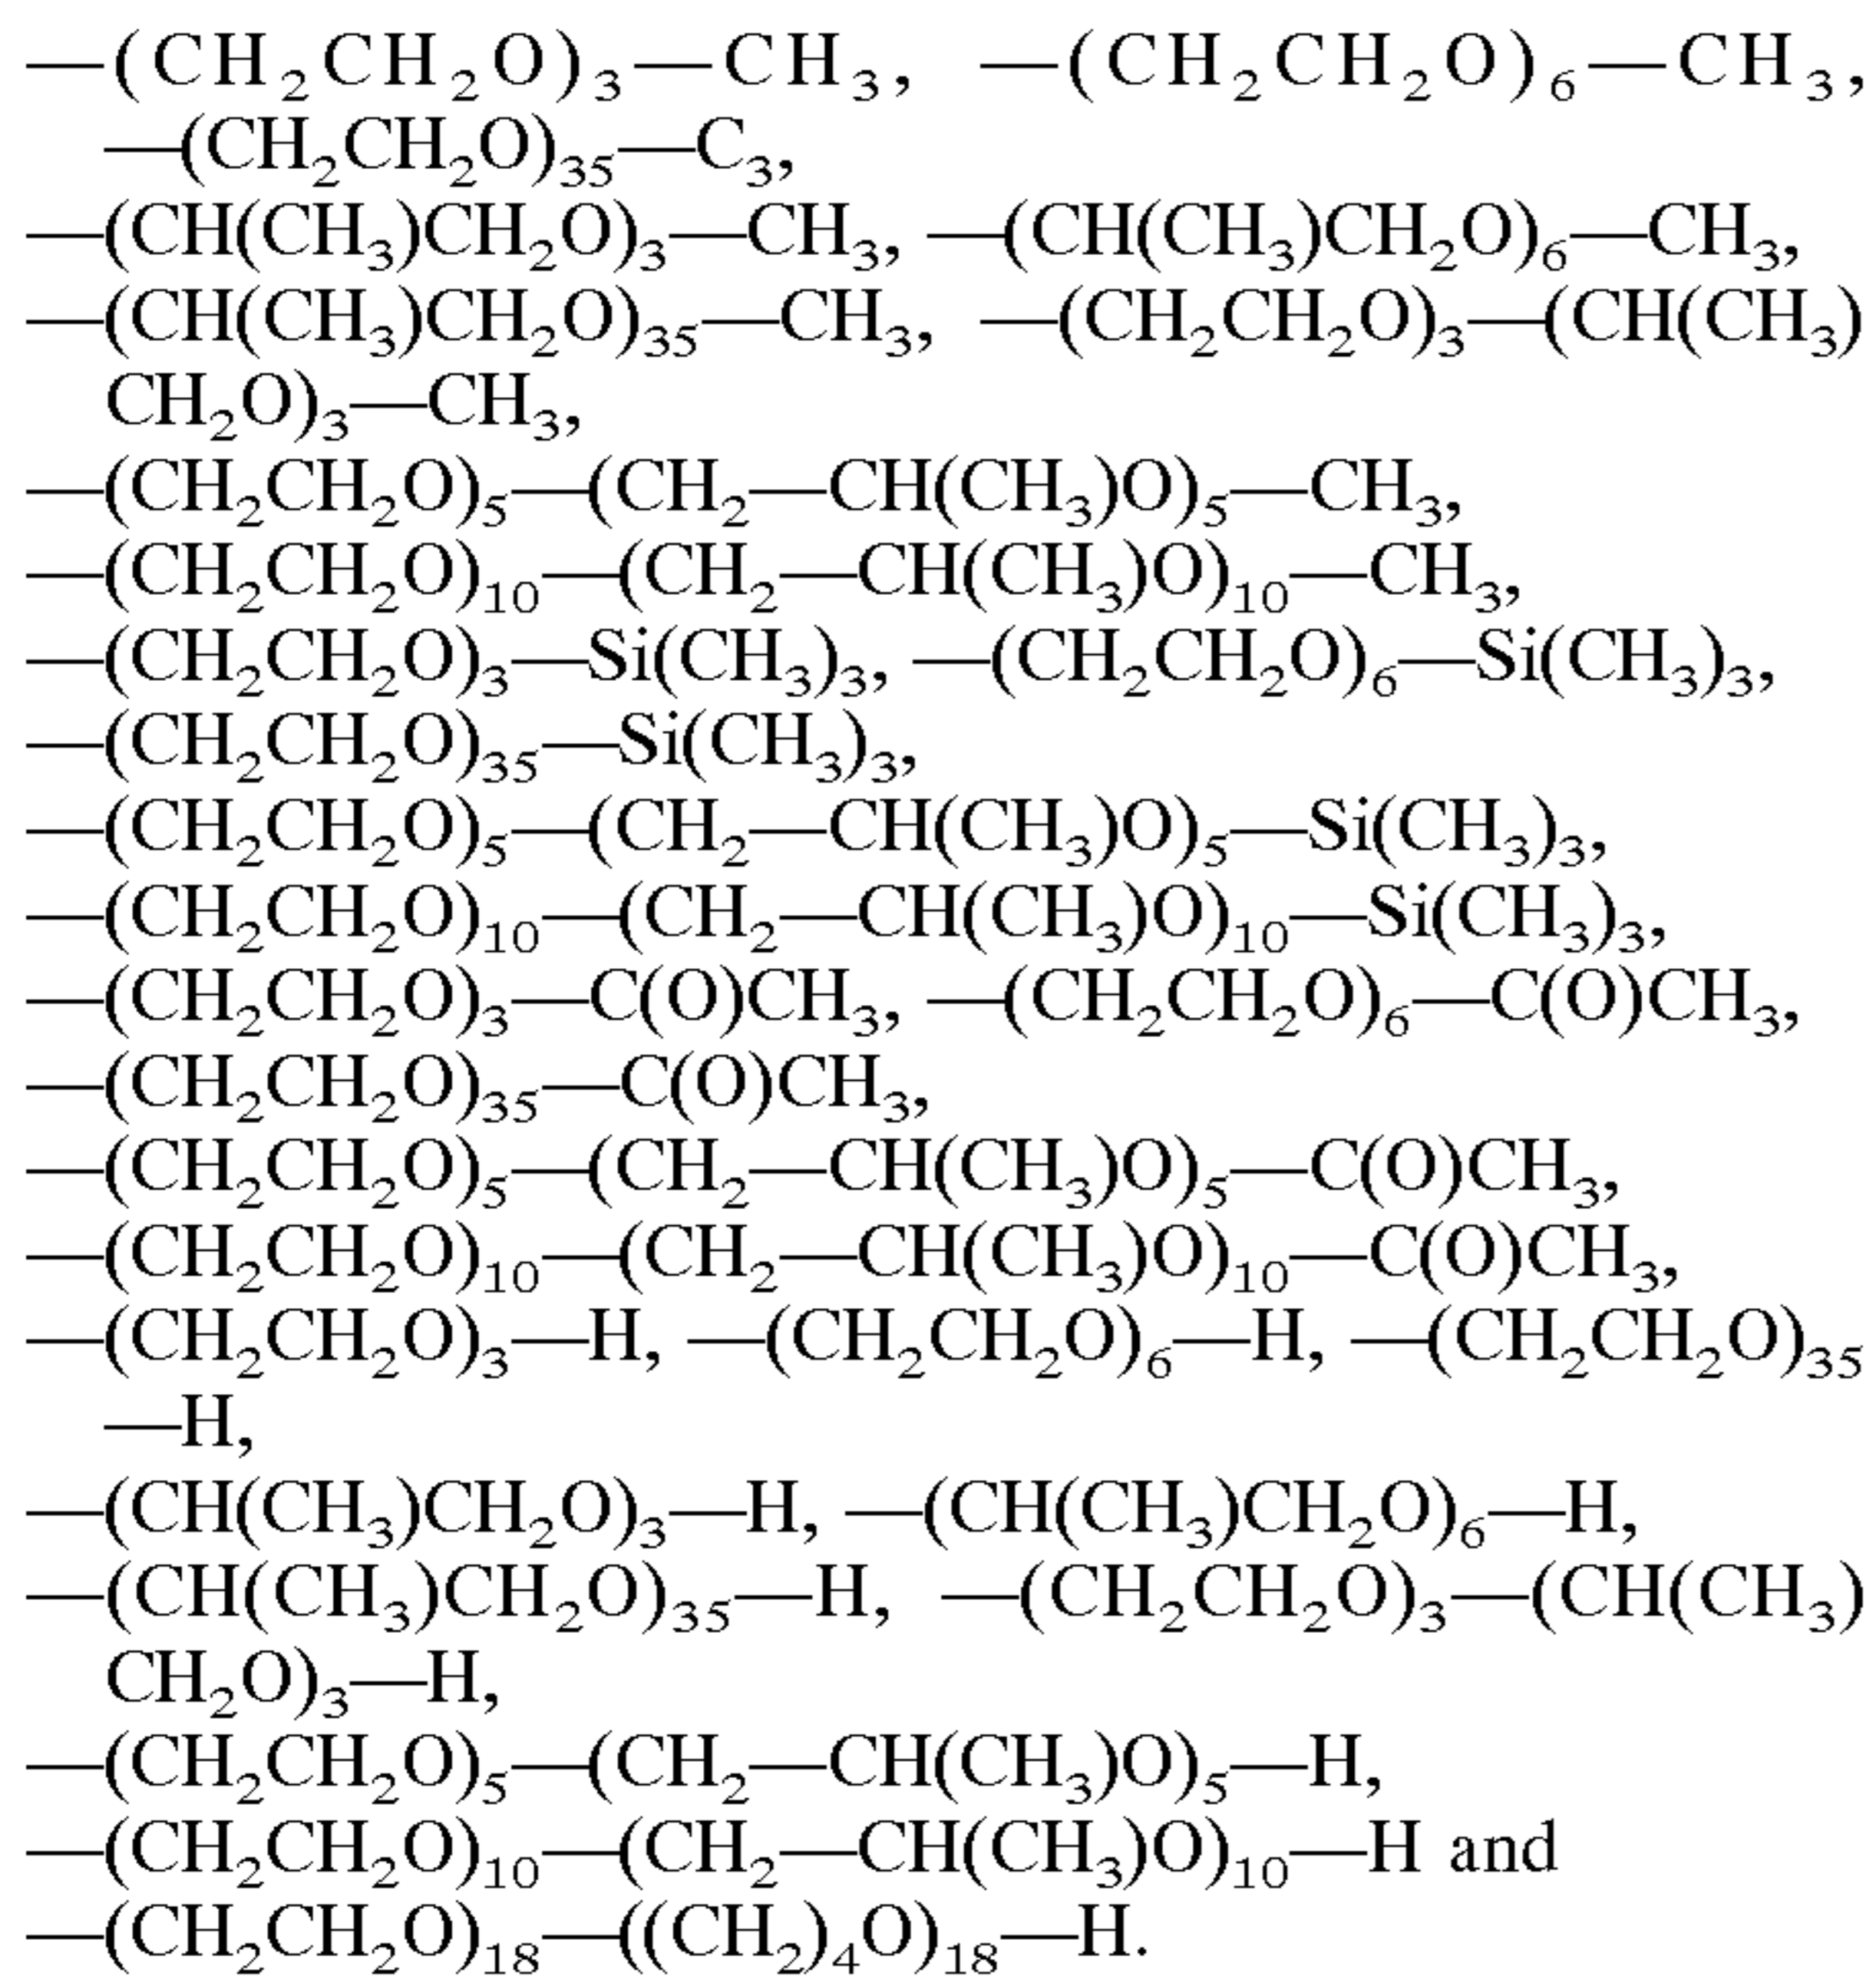 —(CH₂CH₂O)₃—CH₃, —(CH₂CH₂O)₆—CH₃,
—(CH₂CH₂O)₃₅—C₃,
—(CH(CH₃)CH₂O)₃—CH₃, —(CH(CH₃)CH₂O)₆—CH₃,
—(CH(CH₃)CH₂O)₃₅—CH₃, —(CH₂CH₂O)₃—(CH(CH₃)
CH₂O)₃—CH₃,
—(CH₂CH₂O)₅—(CH₂—CH(CH₃)O)₅—CH₃,
—(CH₂CH₂O)₁₀—(CH₂—CH(CH₃)O)₁₀—CH₃,
—(CH₂CH₂O)₃—Si(CH₃)₃, —(CH₂CH₂O)₆—Si(CH₃)₃,
—(CH₂CH₂O)₃₅—Si(CH₃)₃,
—(CH₂CH₂O)₅—(CH₂—CH(CH₃)O)₅—Si(CH₃)₃,
—(CH₂CH₂O)₁₀—(CH₂—CH(CH₃)O)₁₀—Si(CH₃)₃,
—(CH₂CH₂O)₃—C(O)CH₃, —(CH₂CH₂O)₆—C(O)CH₃,
—(CH₂CH₂O)₃₅—C(O)CH₃,
—(CH₂CH₂O)₅—(CH₂—CH(CH₃)O)₅—C(O)CH₃,
—(CH₂CH₂O)₁₀—(CH₂—CH(CH₃)O)₁₀—C(O)CH₃,
—(CH₂CH₂O)₃—H, —(CH₂CH₂O)₆—H, —(CH₂CH₂O)₃₅
—H,
—(CH(CH₃)CH₂O)₃—H, —(CH(CH₃)CH₂O)₆—H,
—(CH(CH₃)CH₂O)₃₅—H, —(CH₂CH₂O)₃—(CH(CH₃)
CH₂O)₃—H,
—(CH₂CH₂O)₅—(CH₂—CH(CH₃)O)₅—H,
—(CH₂CH₂O)₁₀—(CH₂—CH(CH₃)O)₁₀—H and
—(CH₂CH₂O)₁₈—((CH₂)₄O)₁₈—H.